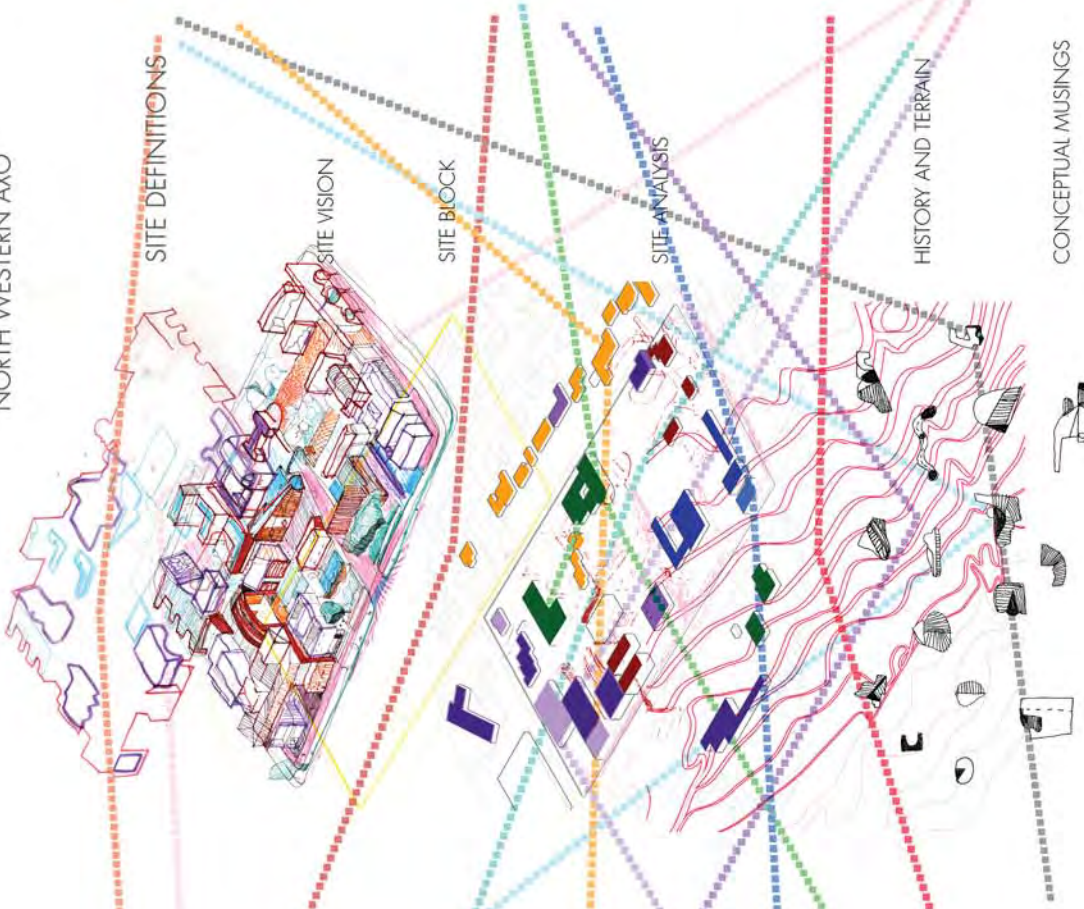 NORTH WESTERN AXO
SITE DEFINITIONS
SITE VISION
SITE BLOCK
SITE ANALYSIS
HISTORY AND TERRAIN
CONCEPTUAL MUSINGS